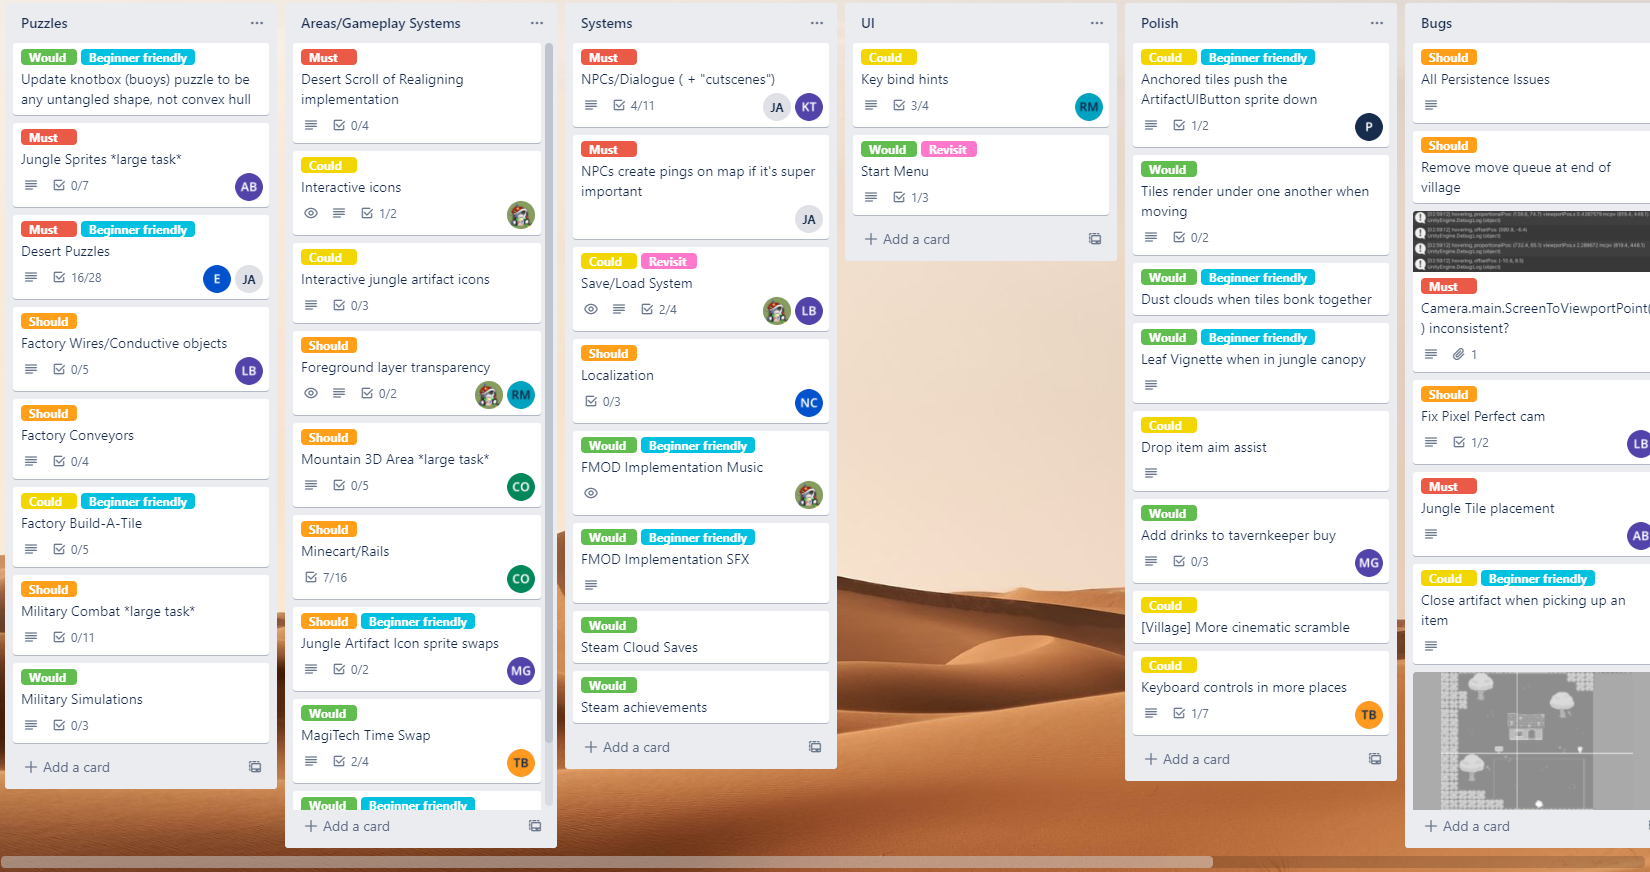 Puzzles
Would Beginner friendly
Update knotbox (buoys) puzzle to be
any untangled shape, not convex hull
Must
Jungle Sprites *large task*
0/7
AB
Must Beginner friendly
Desert Puzzles
16/28
E JA
Should
Factory Wires/Conductive objects
0/5
LB
Should
Factory Conveyors
0/4
Could Beginner friendly
Factory Build-A-Tile
0/5
Should
Military Combat *large task*
0/11
Would
Military Simulations
0/3
+ Add a card
Areas/Gameplay Systems
Must
Desert Scroll of Realigning
implementation
0/4
Could
Interactive icons
1/2
Could
Interactive jungle artifact icons
0/3
Should
Foreground layer transparency
0/2
RM
Should
Mountain 3D Area *large task*
0/5
CO
Should
Minecart/Rails
7/16
CO
Should Beginner friendly
Jungle Artifact Icon sprite swaps
0/2
MG
Would
MagiTech Time Swap
2/4
TB
Would Beginner friendly
+ Add a card
Systems
Must
NPCs/Dialogue ( + "cutscenes")
4/11
JA KT
Must
NPCs create pings on map if it's super
important
JA
Could Revisit
Save/Load System
2/4
LB
Should
Localization
0/3
NC
Would Beginner friendly
FMOD Implementation Music
Would Beginner friendly
FMOD Implementation SFX
Would
Steam Cloud Saves
Would
Steam achievements
+ Add a card
UI
Could
Key bind hints
3/4
RM
Would Revisit
Start Menu
1/3
+ Add a card
Polish
Could Beginner friendly
Anchored tiles push the
ArtifactUIButton sprite down
1/2
P
Would
Tiles render under one another when
moving
0/2
Would Beginner friendly
Dust clouds when tiles bonk together
Would Beginner friendly
Leaf Vignette when in jungle canopy
Could
Drop item aim assist
Would
Add drinks to tavernkeeper buy
0/3
MG
Could
[Village] More cinematic scramble
Could
Keyboard controls in more places
1/7
TB
+ Add a card
Bugs
Should
All Persistence Issues
Should
Remove move queue at end of
village
Must
Camera.main.ScreenToViewportPoint(
) inconsistent?
1
Should
Fix Pixel Perfect cam
1/2
LB
Must
Jungle Tile placement
AB
Could Beginner friendly
Close artifact when picking up an
item
+ Add a card